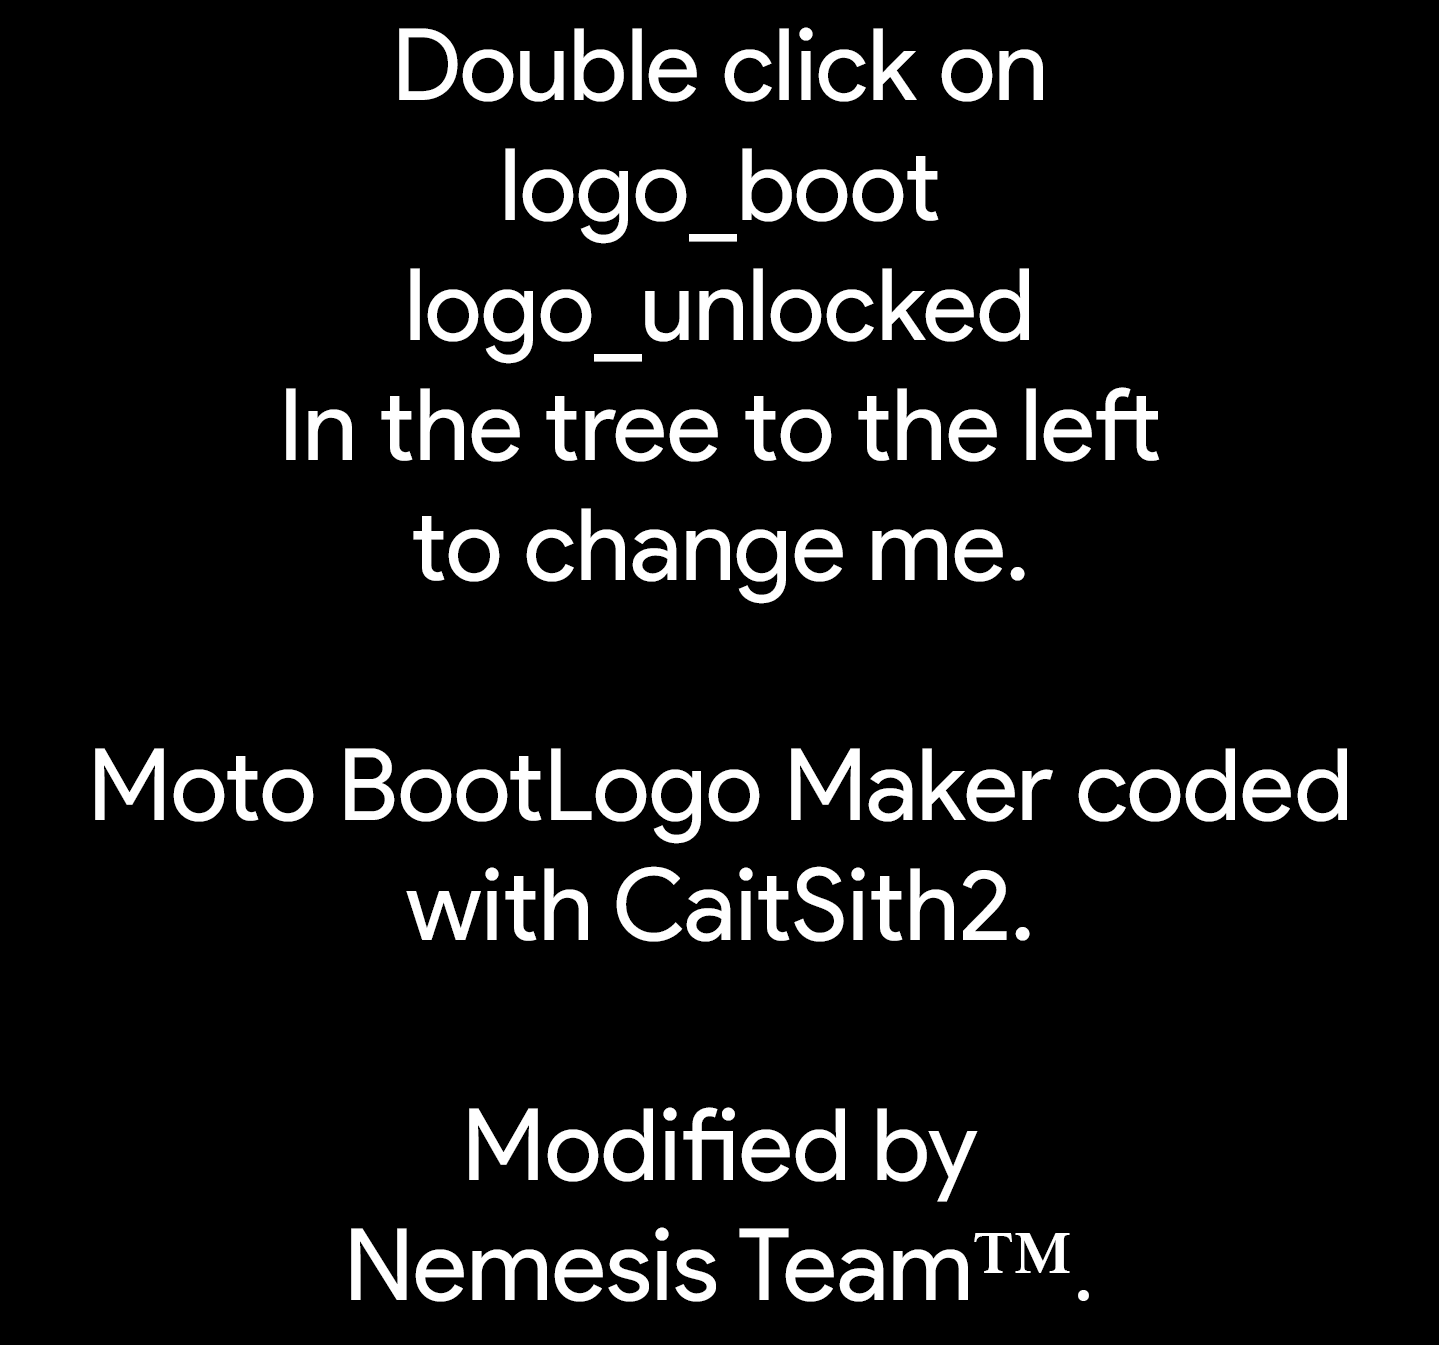 Double click on
logo_boot
logo_unlocked
In the tree to the left
to change me.
Moto BootLogo Maker coded
with CaitSith2.
Modified by
Nemesis Team™.